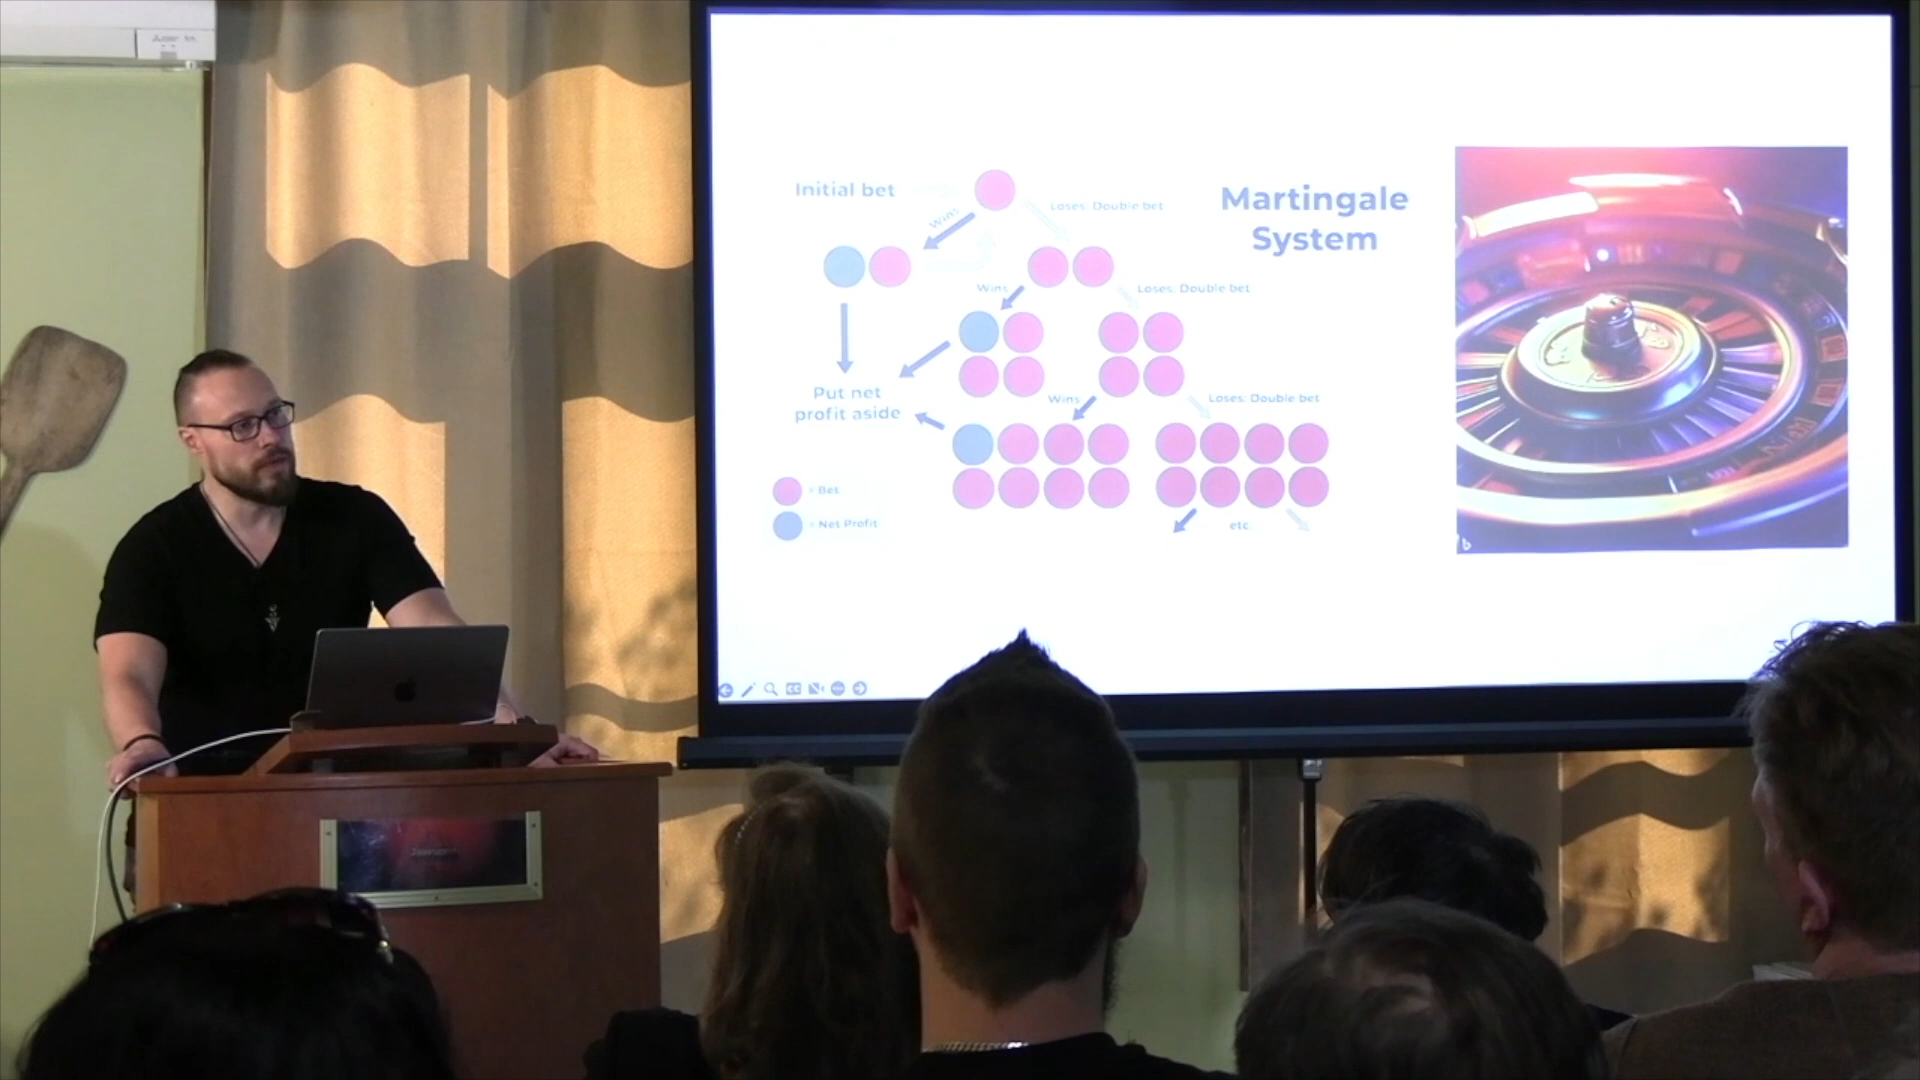 Initial bet
Wins
Loses: Double bet
Martingale
System
Wins
Loses: Double bet
Put net
profit aside
Wins
Loses: Double bet
= Bet
= Net Profit
etc.